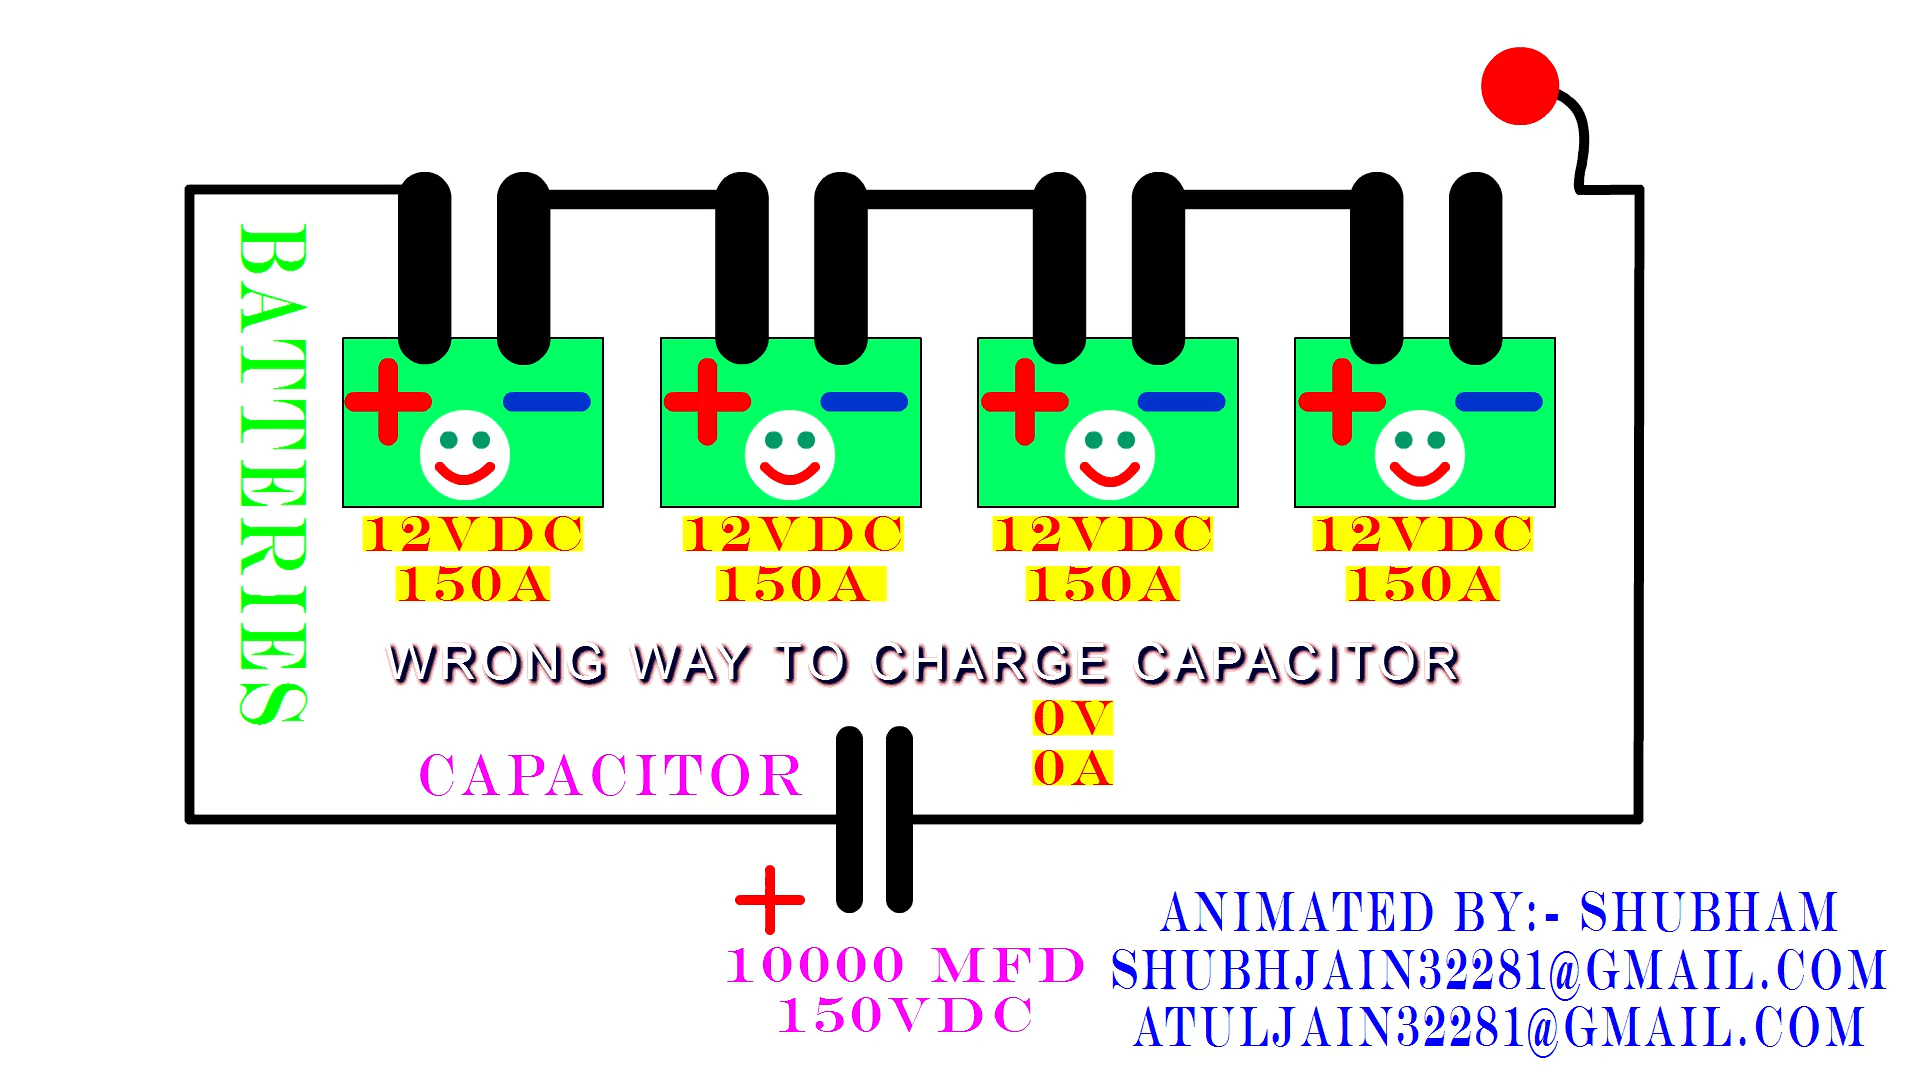 BATTERIES
12VDC 12VDC 12VDC 12VDC
150A 150A 150A 150A
WRONG WAY TO CHARGE CAPACITOR
0V
0A
CAPACITOR
10000 MFD
150VDC
ANIMATED BY:- SHUBHAM
SHUBHJAIN32281@GMAIL.COM
ATULJAIN32281@GMAIL.COM